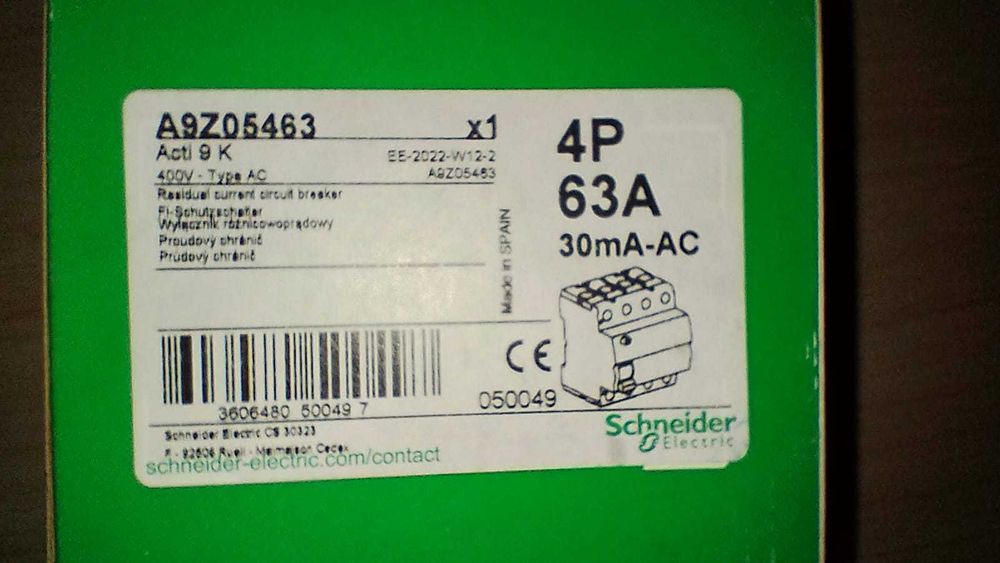 A9Z05463 x1
Acti 9 K EE-2022-W12-2
400V - Type AC A9Z05463
Residual current circuit breaker
FI-Schutzschalter
Wyłącznik różnicowoprądowy
Proudový chránič
Prúdový chránič
Made in SPAIN
4P
63A
30mA-AC
CE
3606480 50049 7
050049
Schneider Electric CS 30323
F - 92506 Rueil - Malmaison Cedex
schneider-electric.com/contact
Schneider
Electric